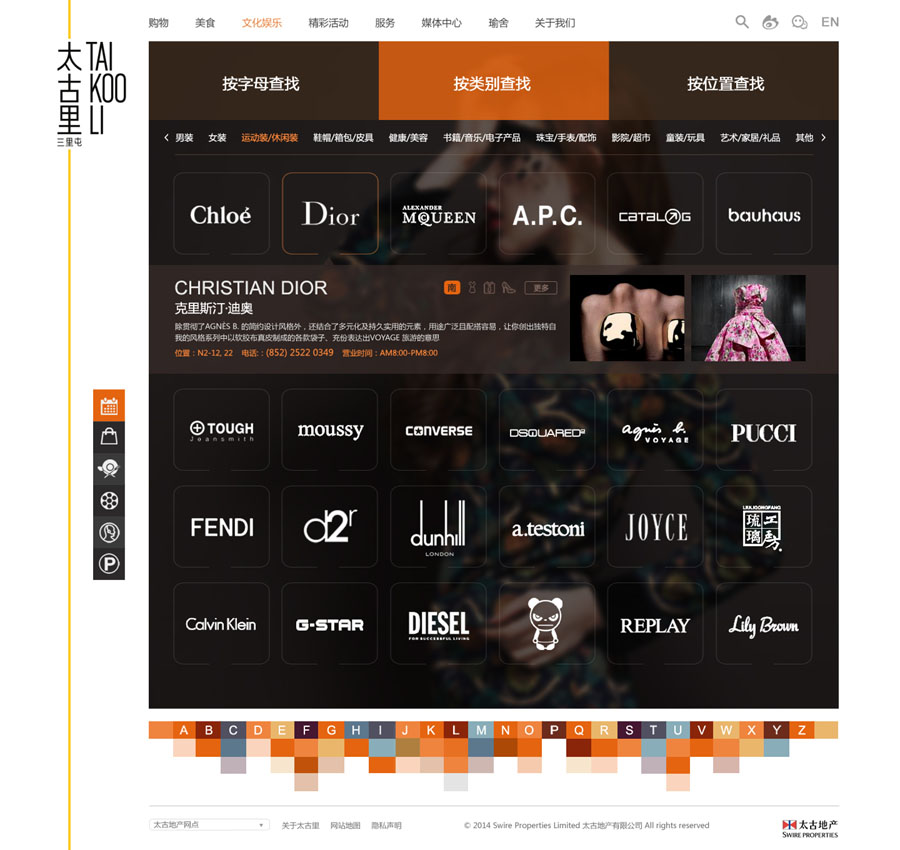 购物 美食 文化娱乐 精彩活动 服务 媒体中心 瑜舍 关于我们 EN
太古里 TAI KOO LI
三里屯
按字母查找 按类别查找 按位置查找
男装 女装 运动装/休闲装 鞋帽/箱包/皮具 健康/美容 书籍/音乐/电子产品 珠宝/手表/配饰 影院/超市 童装/玩具 艺术/家居/礼品 其他
Chloé Dior ALEXANDER McQUEEN A.P.C. CATALOG bauhaus
CHRISTIAN DIOR 南 更多
克里斯汀·迪奥
除贯彻了AGNÈS B. 的简约设计风格外，还结合了多元化及持久实用的元素，用途广泛且配搭容易，让你创出独特自
我的风格系列中以软胶布真皮制成的各款袋子、充份表达出VOYAGE 旅游的意思
位置：N2-12, 22 电话：: (852) 2522 0349 营业时间：AM8:00-PM8:00
TOUGH Jeansmith moussy CONVERSE DSQUARED2 agnès b. VOYAGE PUCCI
FENDI d2r dunhill LONDON a.testoni JOYCE LIULIGONGFANG 琉璃工房
P
Calvin Klein G-STAR DIESEL FOR SUCCESSFUL LIVING REPLAY Lily Brown
A B C D E F G H I J K L M N O P Q R S T U V W X Y Z
太古地产网点 关于太古里 网站地图 隐私声明 © 2014 Swire Properties Limited 太古地产有限公司 All rights reserved 太古地产
SWIRE PROPERTIES